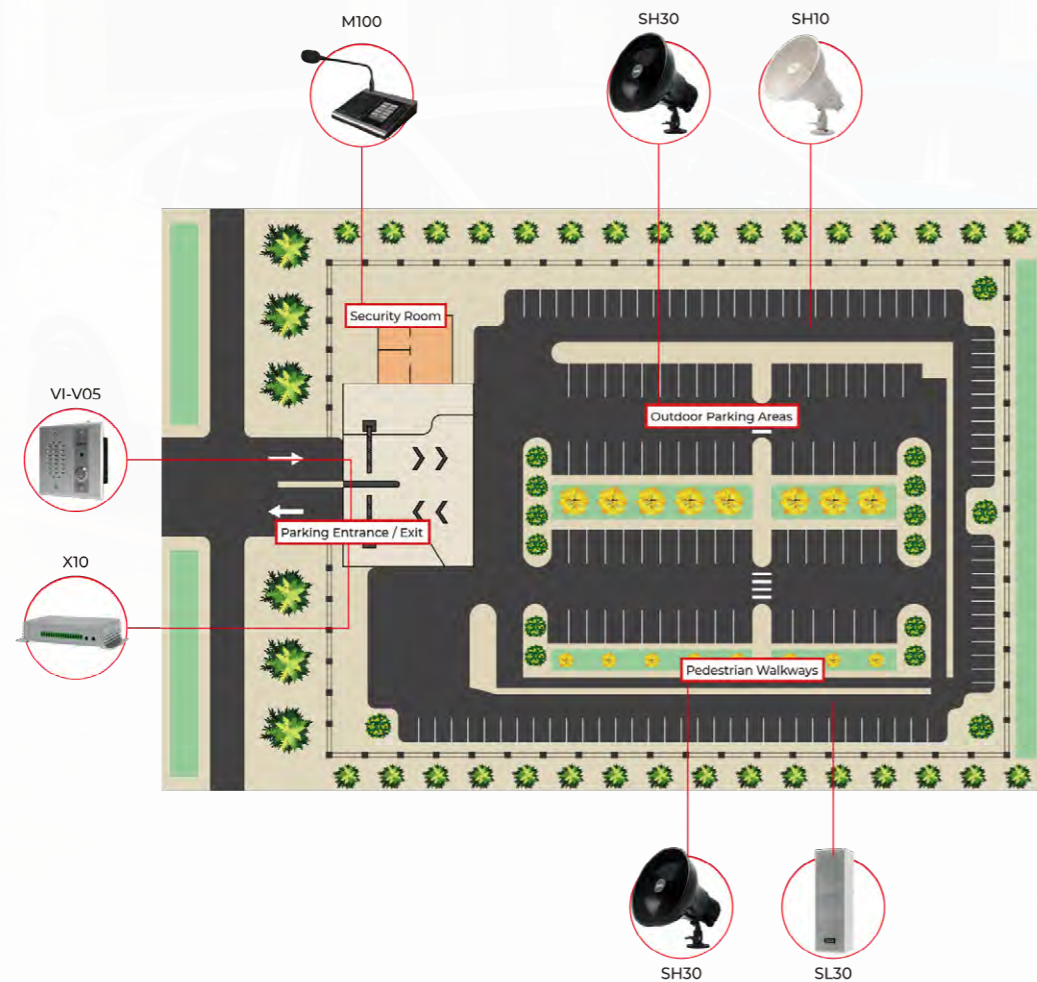 M100
SH30
SH10
Security Room
VI-V05
Outdoor Parking Areas
Parking Entrance / Exit
X10
Pedestrian Walkways
SH30
SL30